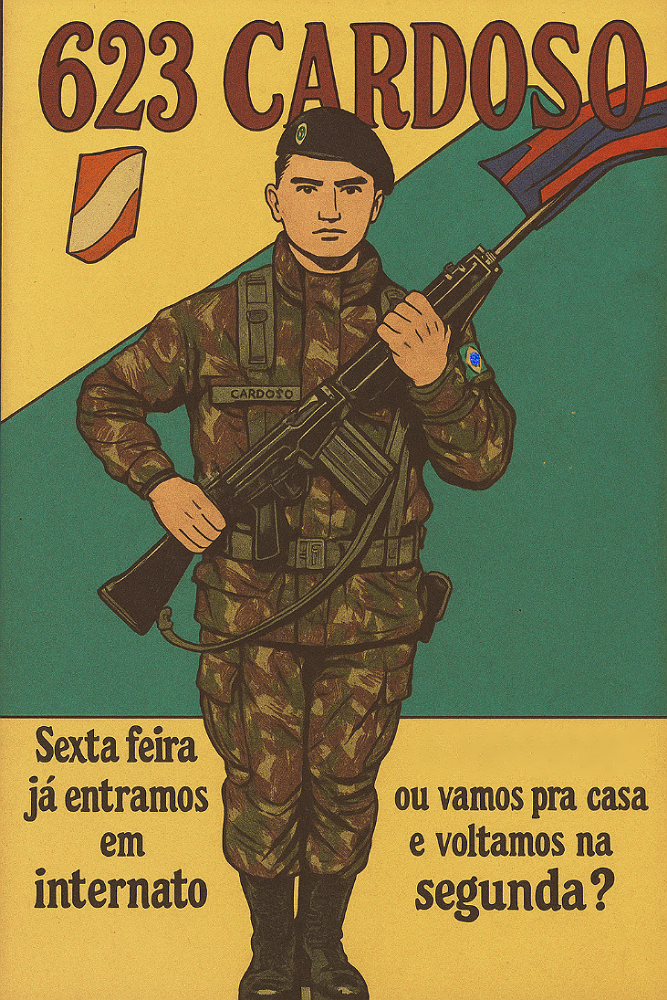 623 CARDOSO
CARDOSO
Sexta feira
já entramos
em
internato
ou vamos pra casa
e voltamos na
segunda?